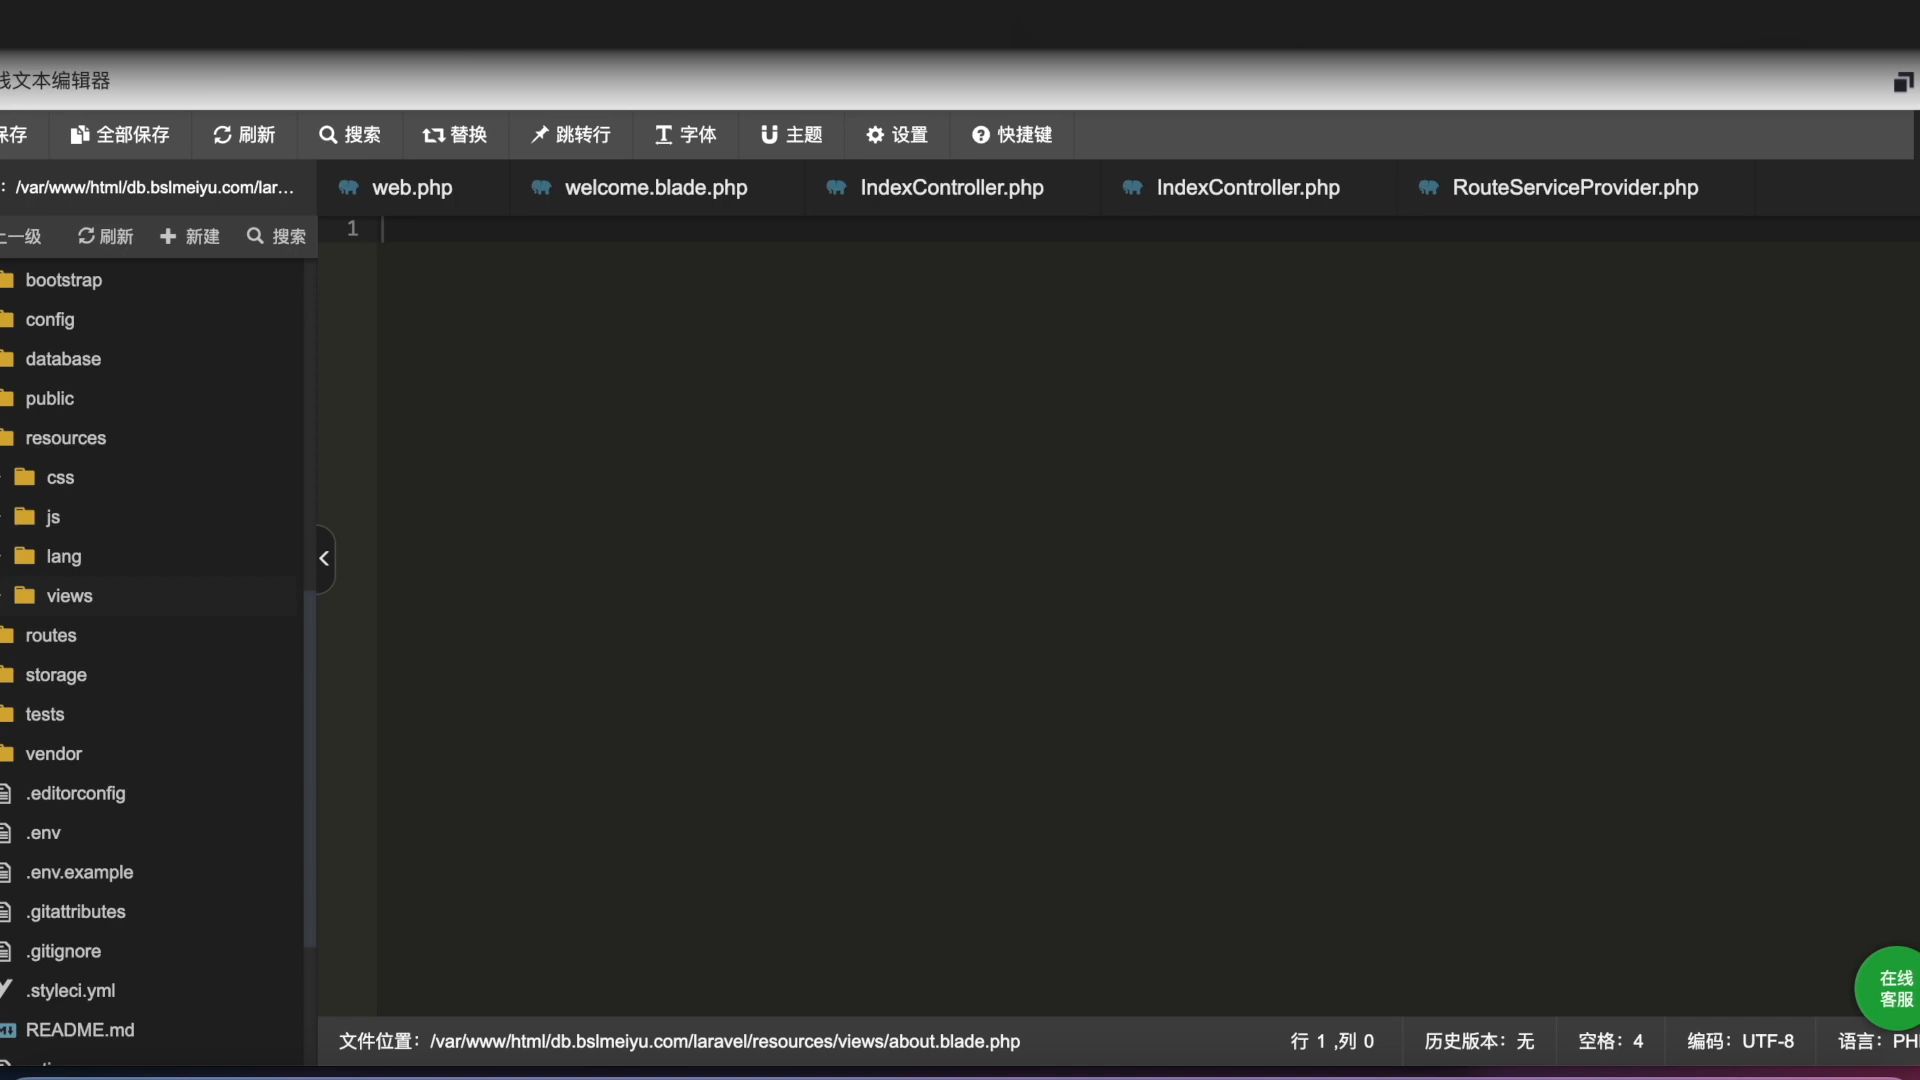 线文本编辑器
保存 全部保存 刷新 搜索 替换 跳转行 字体 主题 设置 快捷键
: /var/www/html/db.bslmeiyu.com/lar... web.php welcome.blade.php IndexController.php IndexController.php RouteServiceProvider.php
上一级 刷新 新建 搜索
1
bootstrap
config
database
public
resources
css
js
lang
views
routes
storage
tests
vendor
.editorconfig
.env
.env.example
.gitattributes
.gitignore
.styleci.yml
README.md
在线
客服
文件位置：/var/www/html/db.bslmeiyu.com/laravel/resources/views/about.blade.php 行 1 ,列 0 历史版本：无 空格：4 编码：UTF-8 语言：PH